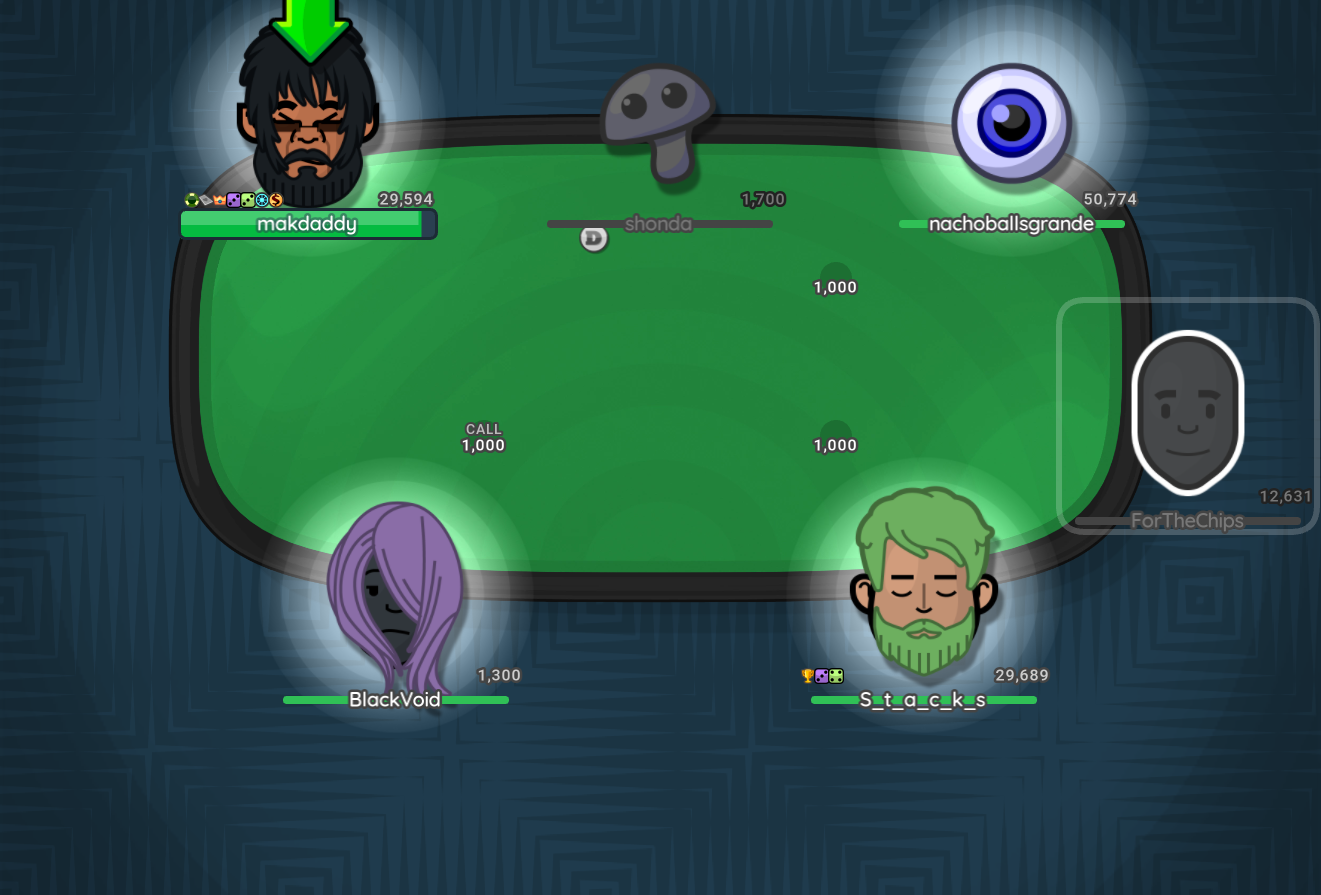 29,594
makdaddy
1,700
shonda
D
50,774
nachoballsgrande
1,000
CALL
1,000
1,000
12,631
ForTheChips
1,300
BlackVoid
29,689
S_t_a_c_k_s